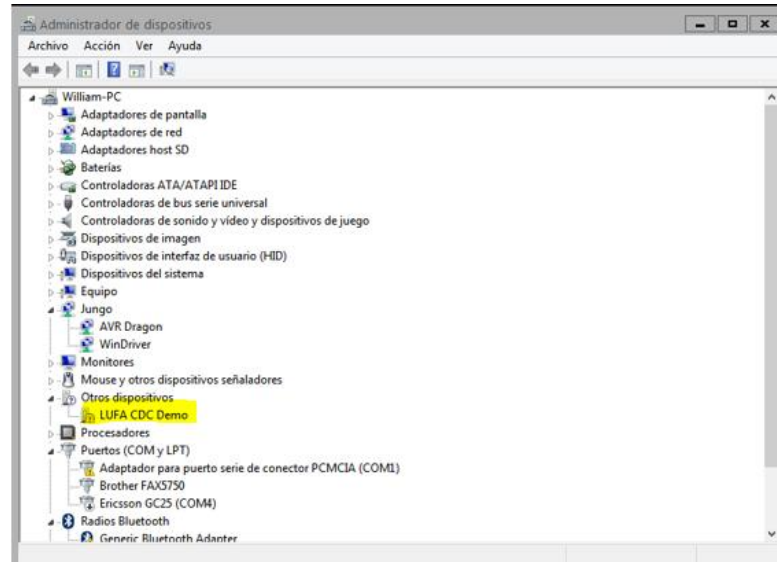 Administrador de dispositivos
Archivo Acción Ver Ayuda
William-PC
Adaptadores de pantalla
Adaptadores de red
Adaptadores host SD
Baterías
Controladoras ATA/ATAPI IDE
Controladoras de bus serie universal
Controladoras de sonido y vídeo y dispositivos de juego
Dispositivos de imagen
Dispositivos de interfaz de usuario (HID)
Dispositivos del sistema
Equipo
Jungo
AVR Dragon
WinDriver
Monitores
Mouse y otros dispositivos señaladores
Otros dispositivos
LUFA CDC Demo
Procesadores
Puertos (COM y LPT)
Adaptador para puerto serie de conector PCMCIA (COM1)
Brother FAX5750
Ericsson GC25 (COM4)
Radios Bluetooth
Generic Bluetooth Adapter